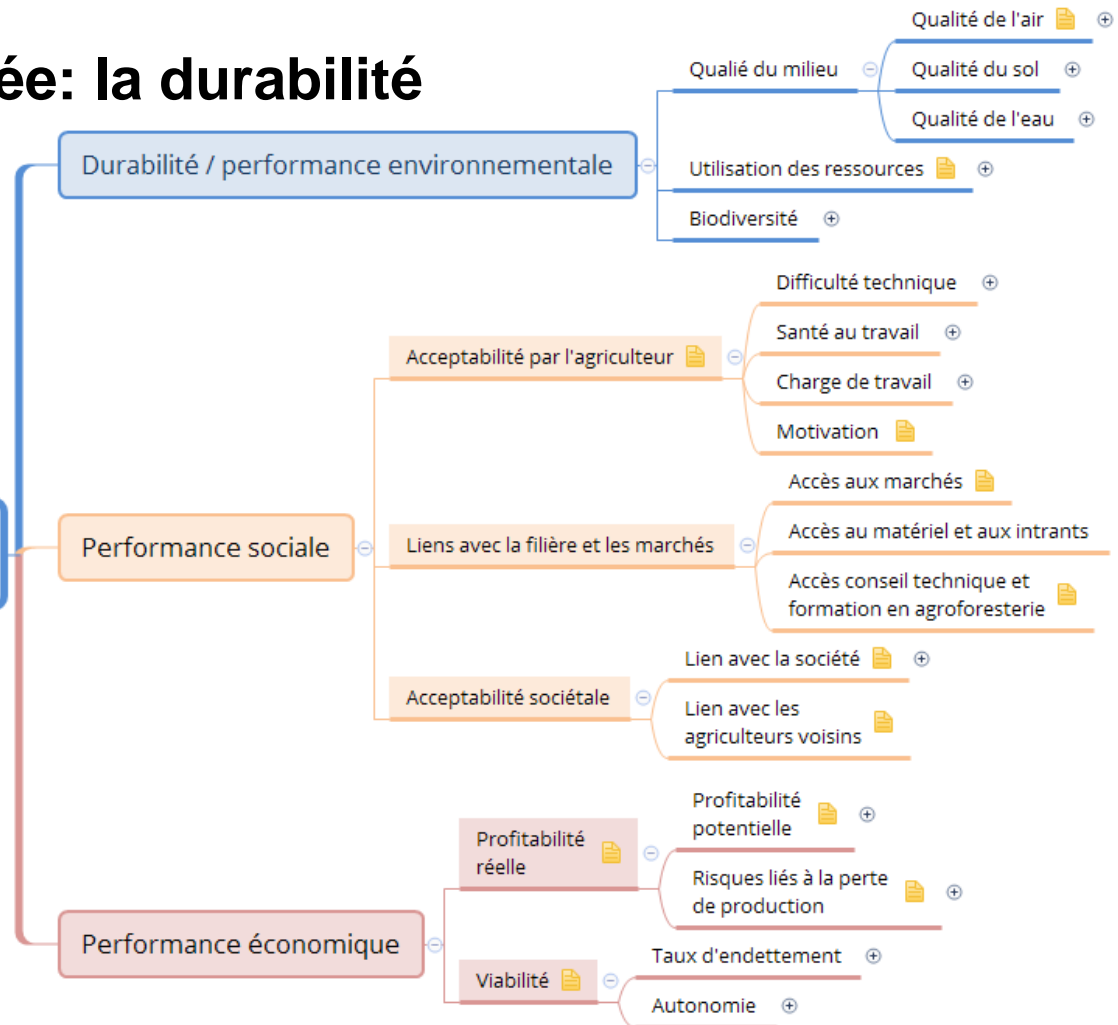 ée: la durabilité
Durabilité / performance environnementale
Qualié du milieu
Qualité de l'air
Qualité du sol
Qualité de l'eau
Utilisation des ressources
Biodiversité
Performance sociale
Acceptabilité par l'agriculteur
Difficulté technique
Santé au travail
Charge de travail
Motivation
Liens avec la filière et les marchés
Accès aux marchés
Accès au matériel et aux intrants
Accès conseil technique et
formation en agroforesterie
Acceptabilité sociétale
Lien avec la société
Lien avec les
agriculteurs voisins
Performance économique
Profitabilité
réelle
Profitabilité
potentielle
Risques liés à la perte
de production
Viabilité
Taux d'endettement
Autonomie